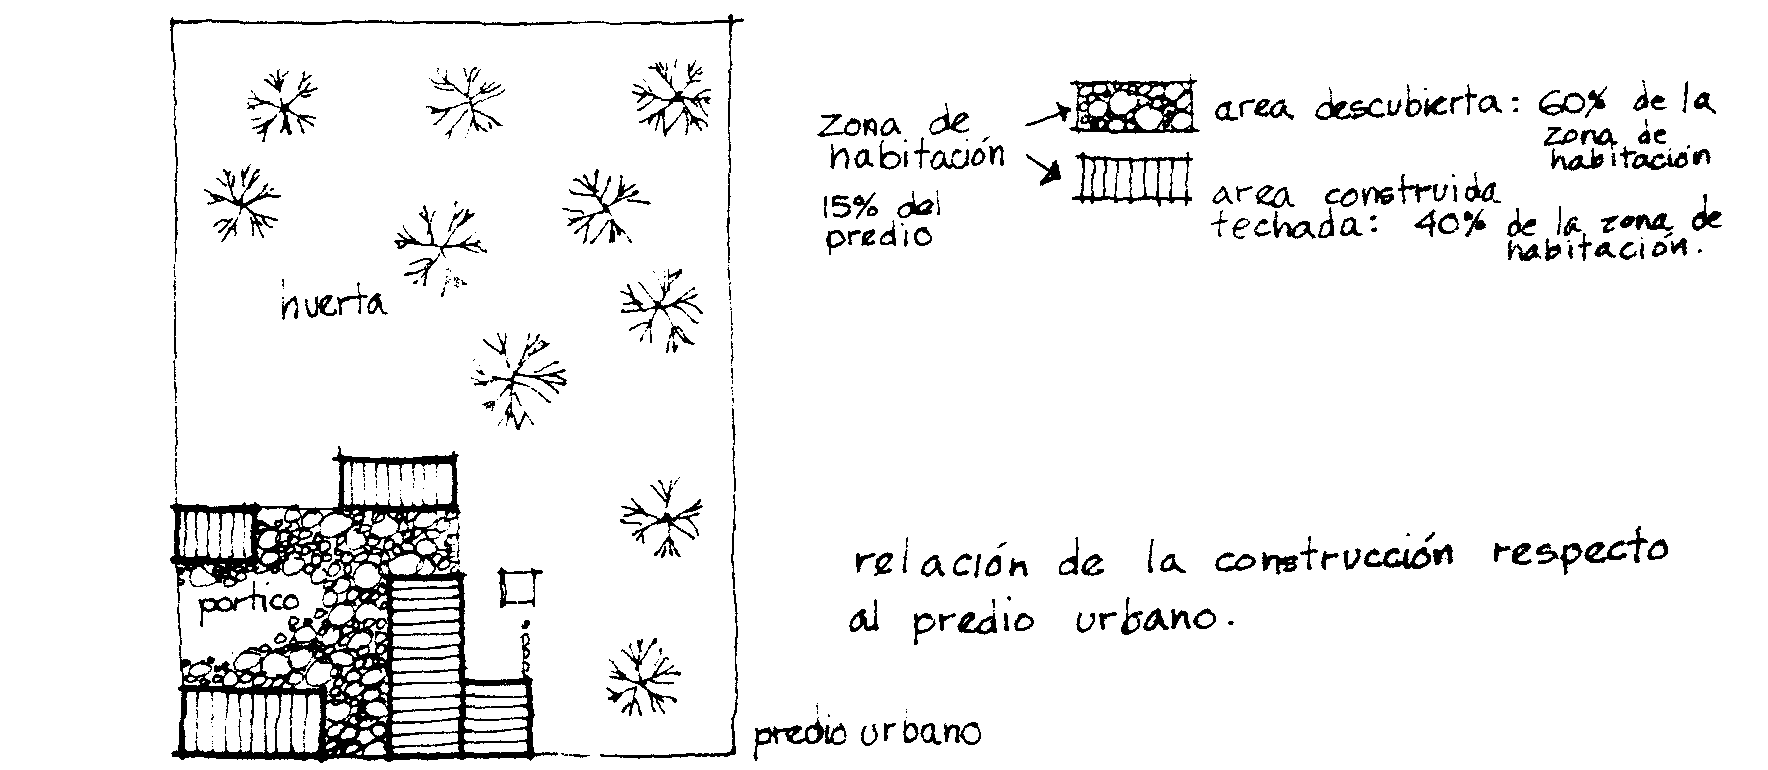 zona de
habitación
15% del
predio
area descubierta: 60% de la
zona de
habitación
area construida
techada: 40% de la zona de
habitación.
huerta
portico
relación de la construcción respecto
al predio urbano.
predio urbano